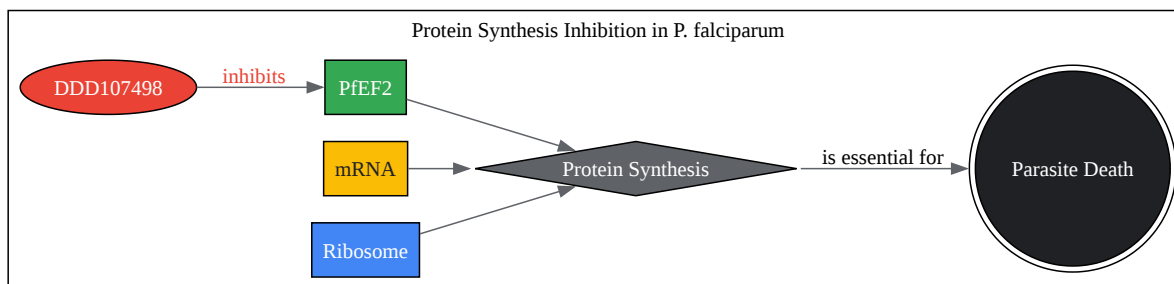 Protein Synthesis Inhibition in P. falciparum
DDD107498
inhibits
PfEF2
mRNA
Ribosome
Protein Synthesis
is essential for
Parasite Death